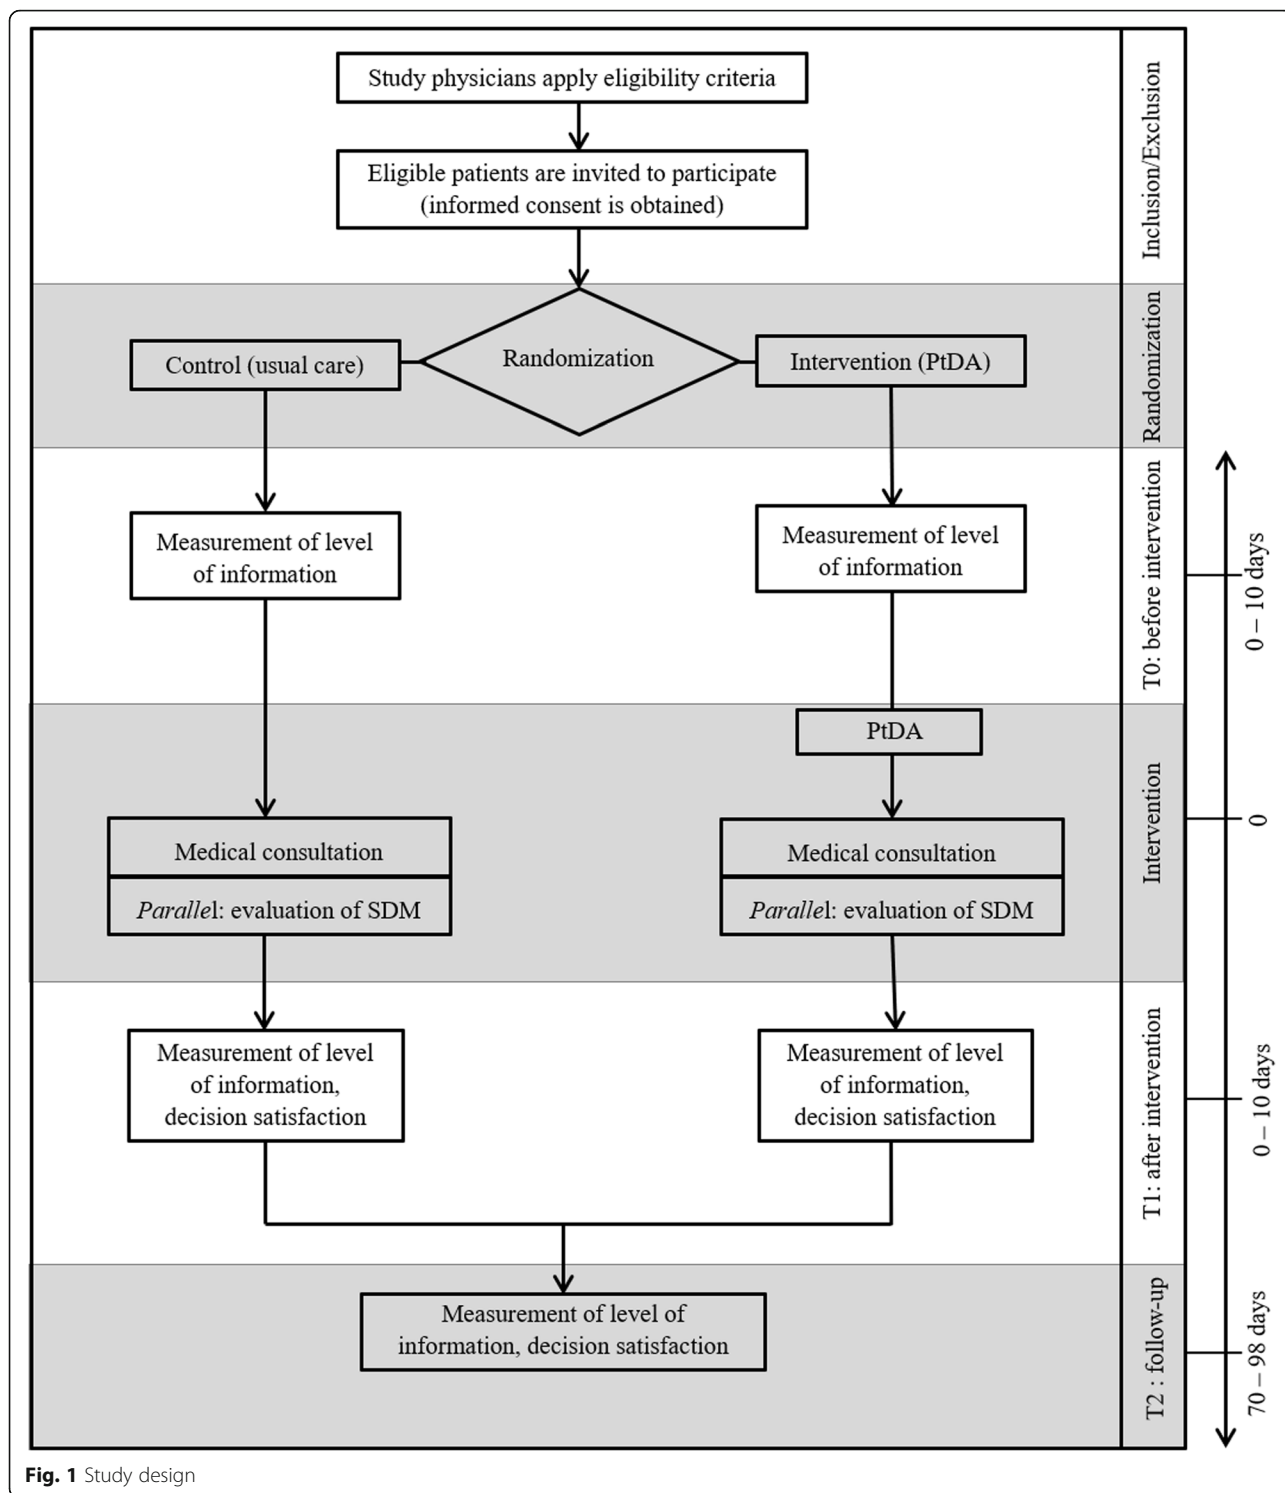 Study physicians apply eligibility criteria
Eligible patients are invited to participate
(informed consent is obtained)
Inclusion/Exclusion
Control (usual care)
Randomization
Intervention (PtDA)
Randomization
Measurement of level
of information
Measurement of level
of information
T0: before intervention
0 – 10 days
PtDA
Medical consultation
Parallel: evaluation of SDM
Medical consultation
Parallel: evaluation of SDM
Intervention
0
Measurement of level
of information,
decision satisfaction
Measurement of level
of information,
decision satisfaction
T1: after intervention
0 – 10 days
Measurement of level of
information, decision satisfaction
T2 : follow-up
70 – 98 days
Fig. 1 Study design